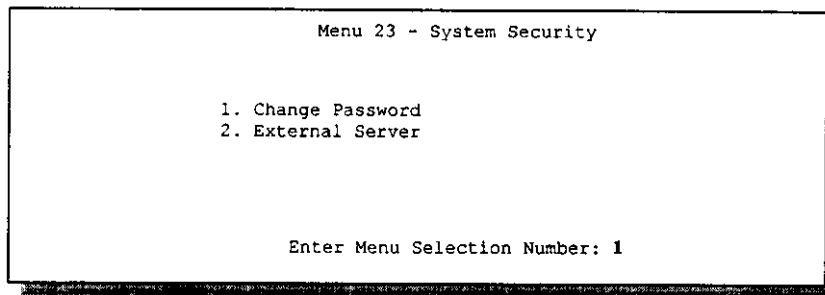 Menu 23 - System Security
1. Change Password
2. External Server
Enter Menu Selection Number: 1